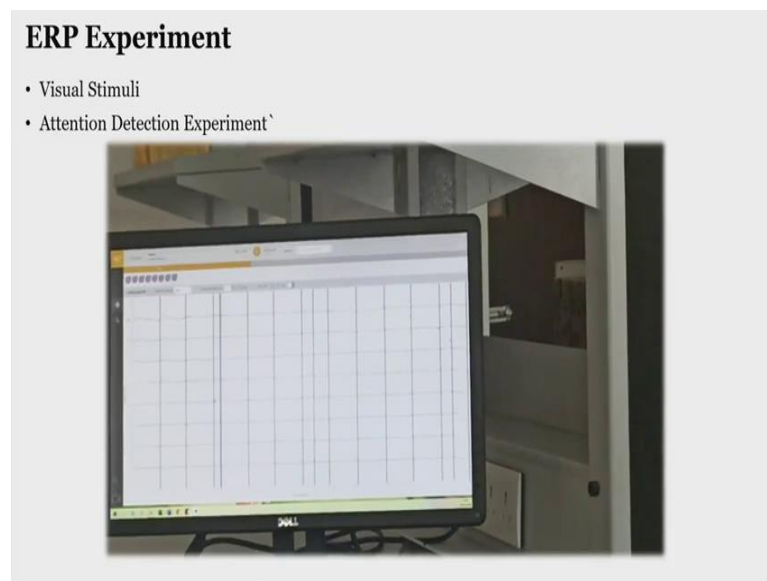 ERP Experiment
• Visual Stimuli
• Attention Detection Experiment`
DELL